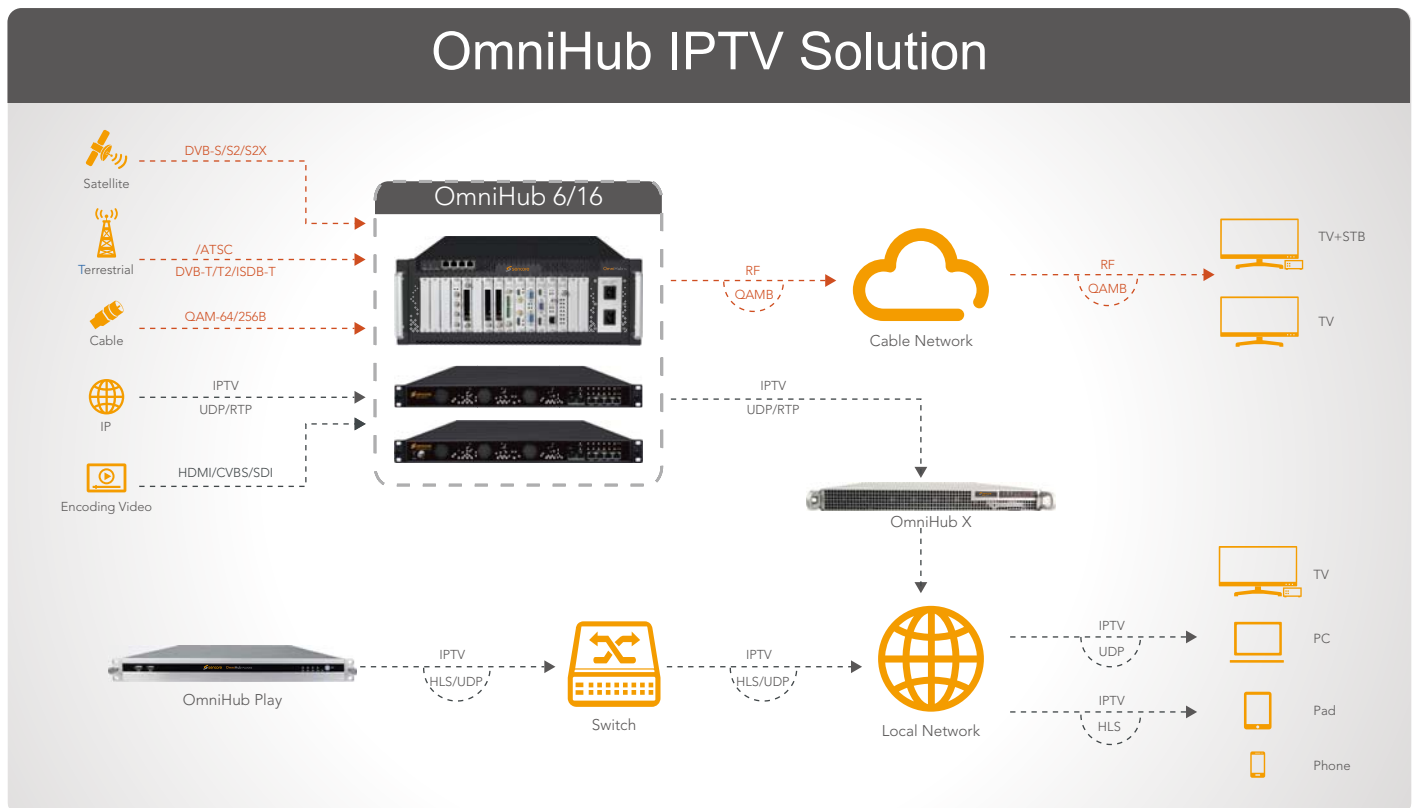 OmniHub IPTV Solution
Satellite
DVB-S/S2/S2X
Terrestrial
/ATSC
DVB-T/T2/ISDB-T
Cable
QAM-64/256B
IP
IPTV
UDP/RTP
Encoding Video
HDMI/CVBS/SDI
OmniHub 6/16
RF
QAMB
Cable Network
RF
QAMB
TV+STB
TV
IPTV
UDP/RTP
OmniHub X
OmniHub Play
IPTV
HLS/UDP
Switch
IPTV
HLS/UDP
Local Network
IPTV
UDP
IPTV
HLS
TV
PC
Pad
Phone